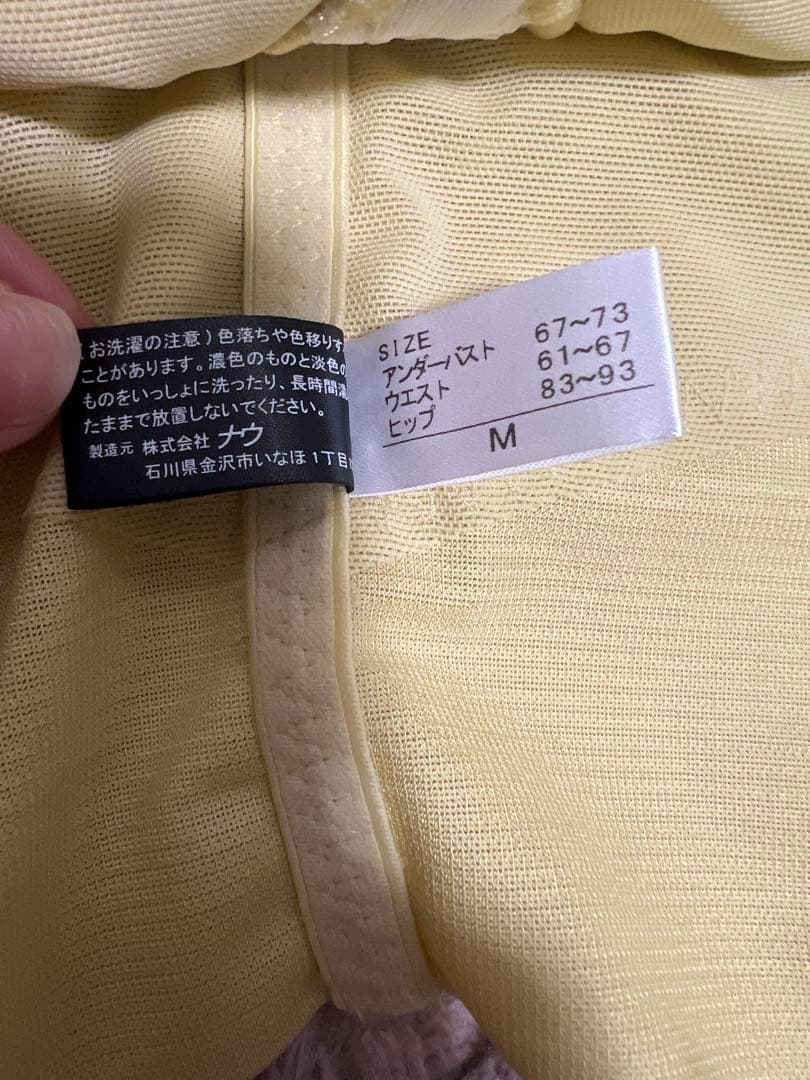 (お洗濯の注意)色落ちや色移りす
ことがあります。濃色のものと淡色の
ものをいっしょに洗ったり、長時間濡
たままで放置しないでください。
製造元 株式会社 ナウ
石川県金沢市いなほ1丁目
SIZE
アンダーバスト 67~73
ウエスト 61~67
ヒップ 83~93
M